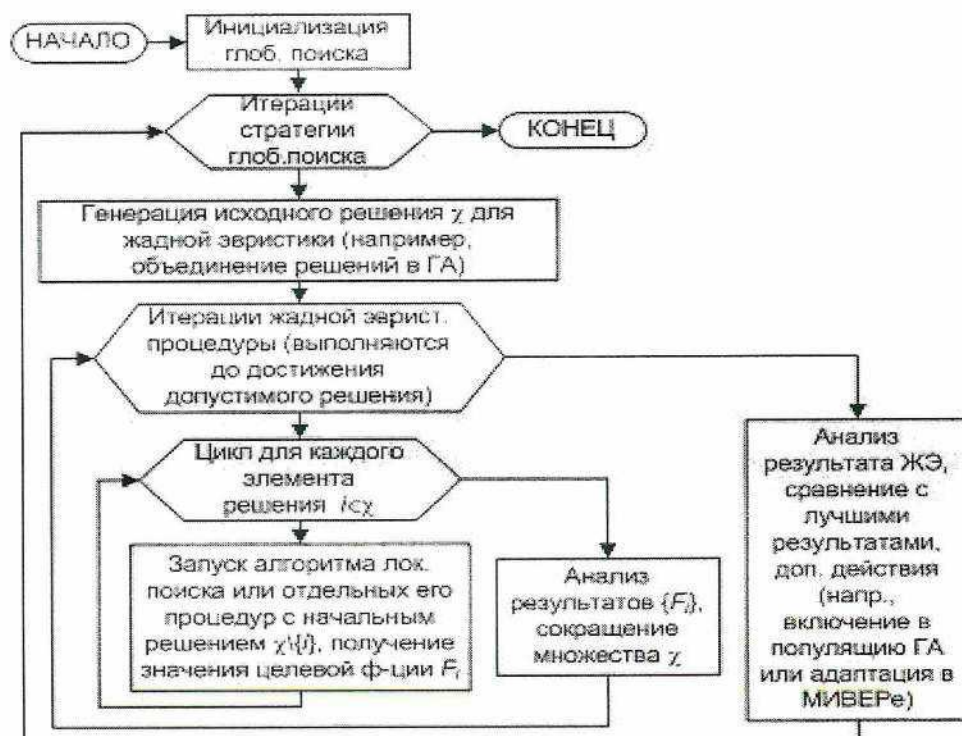 НАЧАЛО
Инициализация
глоб. поиска
Итерации
стратегии
глоб.поиска
КОНЕЦ
Генерация исходного решения χ для
жадной эвристики (например,
объединение решений в ГА)
Итерации жадной эврист.
процедуры (выполняются
до достижения
допустимого решения)
Цикл для каждого
элемента
решения i<χ
Запуск алгоритма лок.
поиска или отдельных его
процедур с начальным
решением χ\{i}, получение
значения целевой ф-ции Fi
Анализ
результатов {Fi},
сокращение
множества χ
Анализ
результата ЖЭ,
сравнение с
лучшими
результатами,
доп. действия
(напр.,
включение в
популящию ГА
или адаптация в
МИВЕРе)